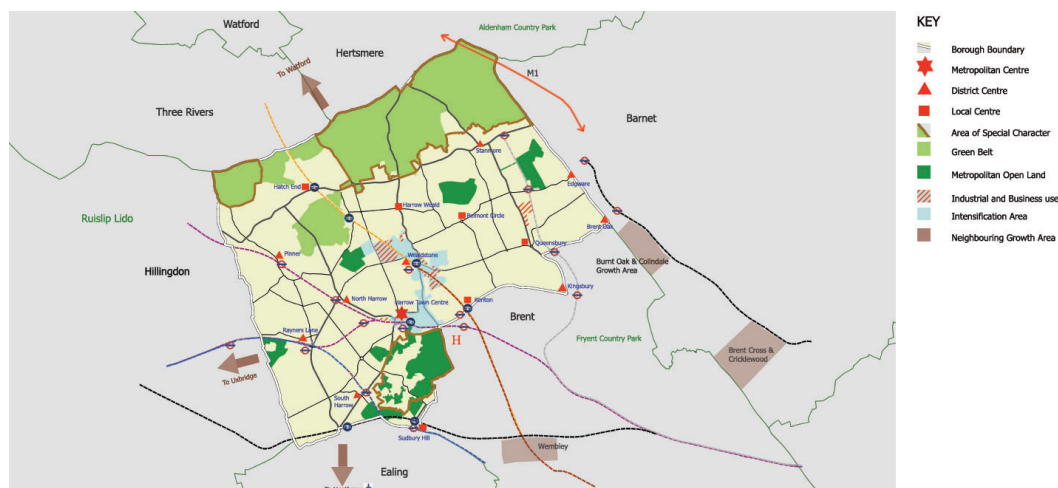 Watford
Aldenham Country Park
KEY
Hertsmere
To Watford
M1
Borough Boundary
Metropolitan Centre
District Centre
Three Rivers
Barnet
Local Centre
Area of Special Character
Stanmore
Green Belt
Metropolitan Open Land
Hatch End
Edgware
Industrial and Business use
Harrow Weald
Belmont Circle
Intensification Area
Ruislip Lido
Brent Oak
Neighbouring Growth Area
Queensbury
Pinner
Wealdstone
Burnt Oak & Colindale
Growth Area
Hillingdon
Kingsbury
North Harrow
Harrow Town Centre
Kenton
Brent
Rayners Lane
H
Fryent Country Park
Brent Cross &
Cricklewood
To Uxbridge
South
Harrow
Sudbury Hill
Wembley
Ealing